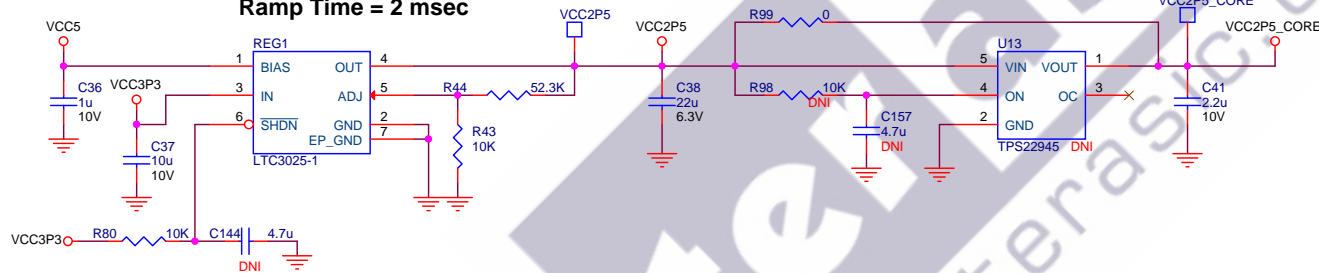 Ramp Time = 2 msec
VCC5
REG1
1 BIAS OUT 4
3 IN ADJ 5
6 SHDN GND 2
EP_GND 7
LTC3025-1
C36
1u
10V
VCC3P3
C37
10u
10V
VCC3P3
R80 10K
C144 4.7u
DNI
R44 52.3K
R43
10K
VCC2P5
VCC2P5
C38
22u
6.3V
R99 0
R98 10K
DNI
C157
4.7u
DNI
U13
5 VIN VOUT 1
4 ON OC 3
2 GND
TPS22945 DNI
VCC2P5_CORE
VCC2P5_CORE
C41
2.2u
10V
terasic.